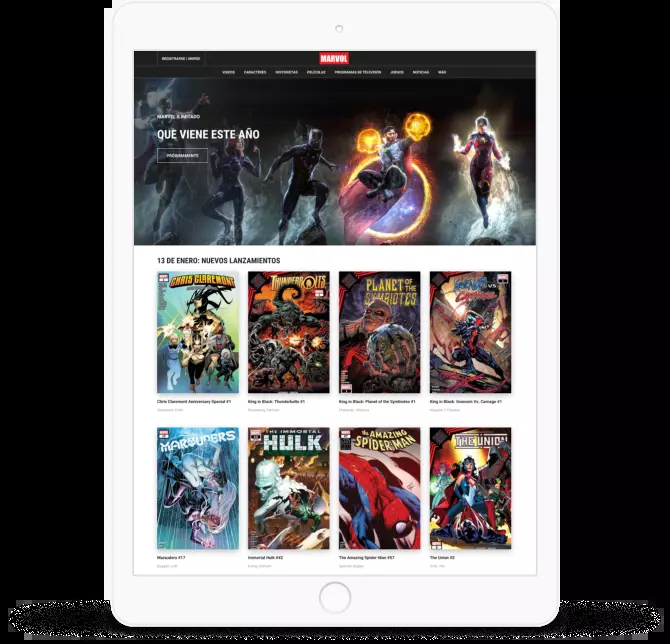 REGISTRARSE | UNIRSE
MARVOL
VIDEOS CARACTERES HISTORIETAS PELÍCULAS PROGRAMAS DE TELEVISIÓN JUEGOS NOTICIAS MÁS
MARVEL ILIMITADO
QUE VIENE ESTE AÑO
PRÓXIMAMENTE
13 DE ENERO: NUEVOS LANZAMIENTOS
CHRIS CLAREMONT
THUNDERBOLTS
PLANET OF THE SYMBIOTES
VS
Chris Claremont Anniversary Special #1
King in Black: Thunderbolts #1
King in Black: Planet of the Symbiotes #1
King in Black: Gwenom Vs. Carnage #1
MARAUDERS
THE IMMORTAL HULK
the AMAZING SPIDER-MAN
THE UNION
Marauders #17
Immortal Hulk #42
The Amazing Spider-Man #57
The Union #2